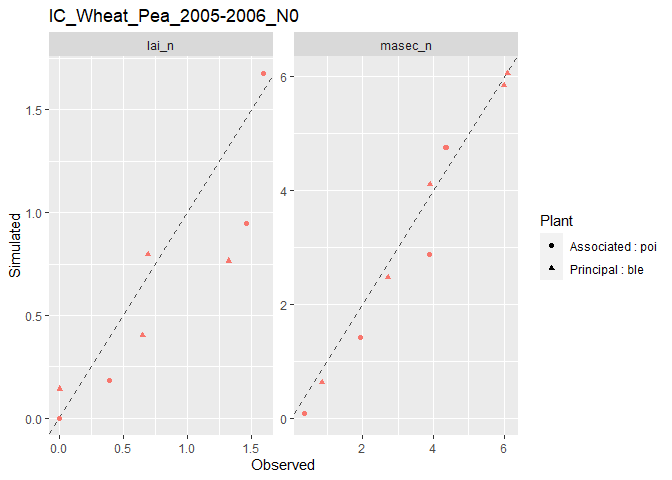 IC_Wheat_Pea_2005-2006_N0
lai_n
masec_n
1.5
1.0
0.5
0.0
6
4
2
0
Simulated
0.0
0.5
1.0
1.5
2
4
6
Observed
Plant
Associated : poi
Principal : ble